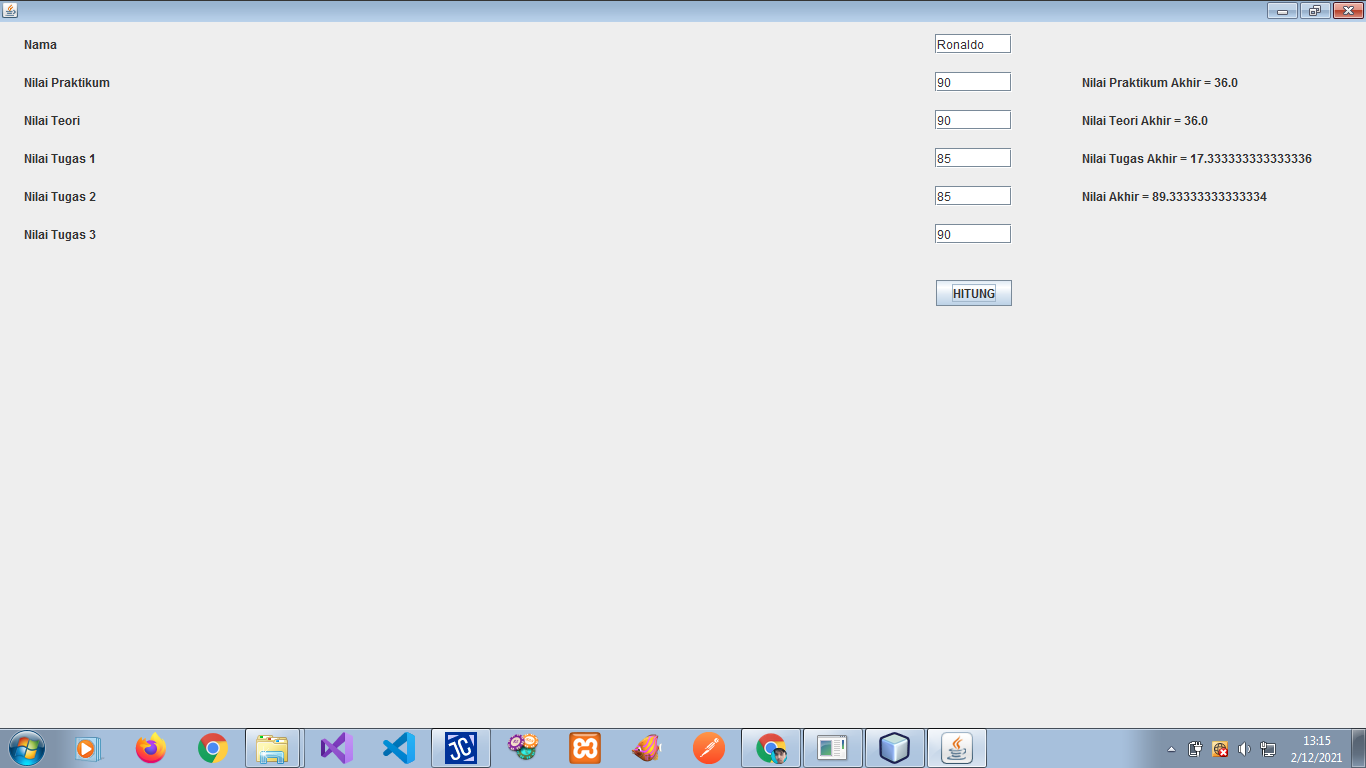 Nama Ronaldo
Nilai Praktikum 90 Nilai Praktikum Akhir = 36.0
Nilai Teori 90 Nilai Teori Akhir = 36.0
Nilai Tugas 1 85 Nilai Tugas Akhir = 17.333333333333336
Nilai Tugas 2 85 Nilai Akhir = 89.33333333333334
Nilai Tugas 3 90
HITUNG
JC
13:15
2/12/2021